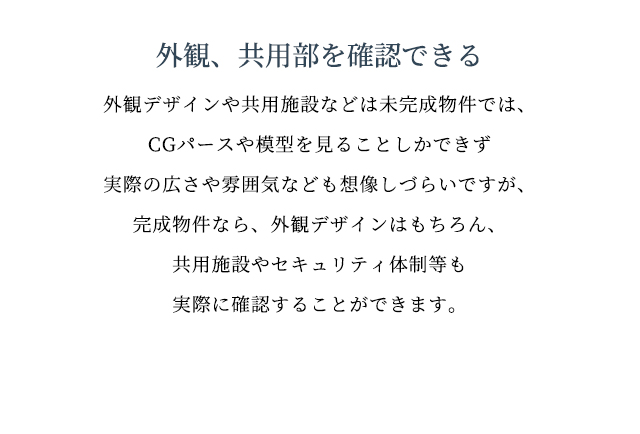 外観、共用部を確認できる
外観デザインや共用施設などは未完成物件では、
CGパースや模型を見ることしかできず
実際の広さや雰囲気なども想像しづらいですが、
完成物件なら、外観デザインはもちろん、
共用施設やセキュリティ体制等も
実際に確認することができます。